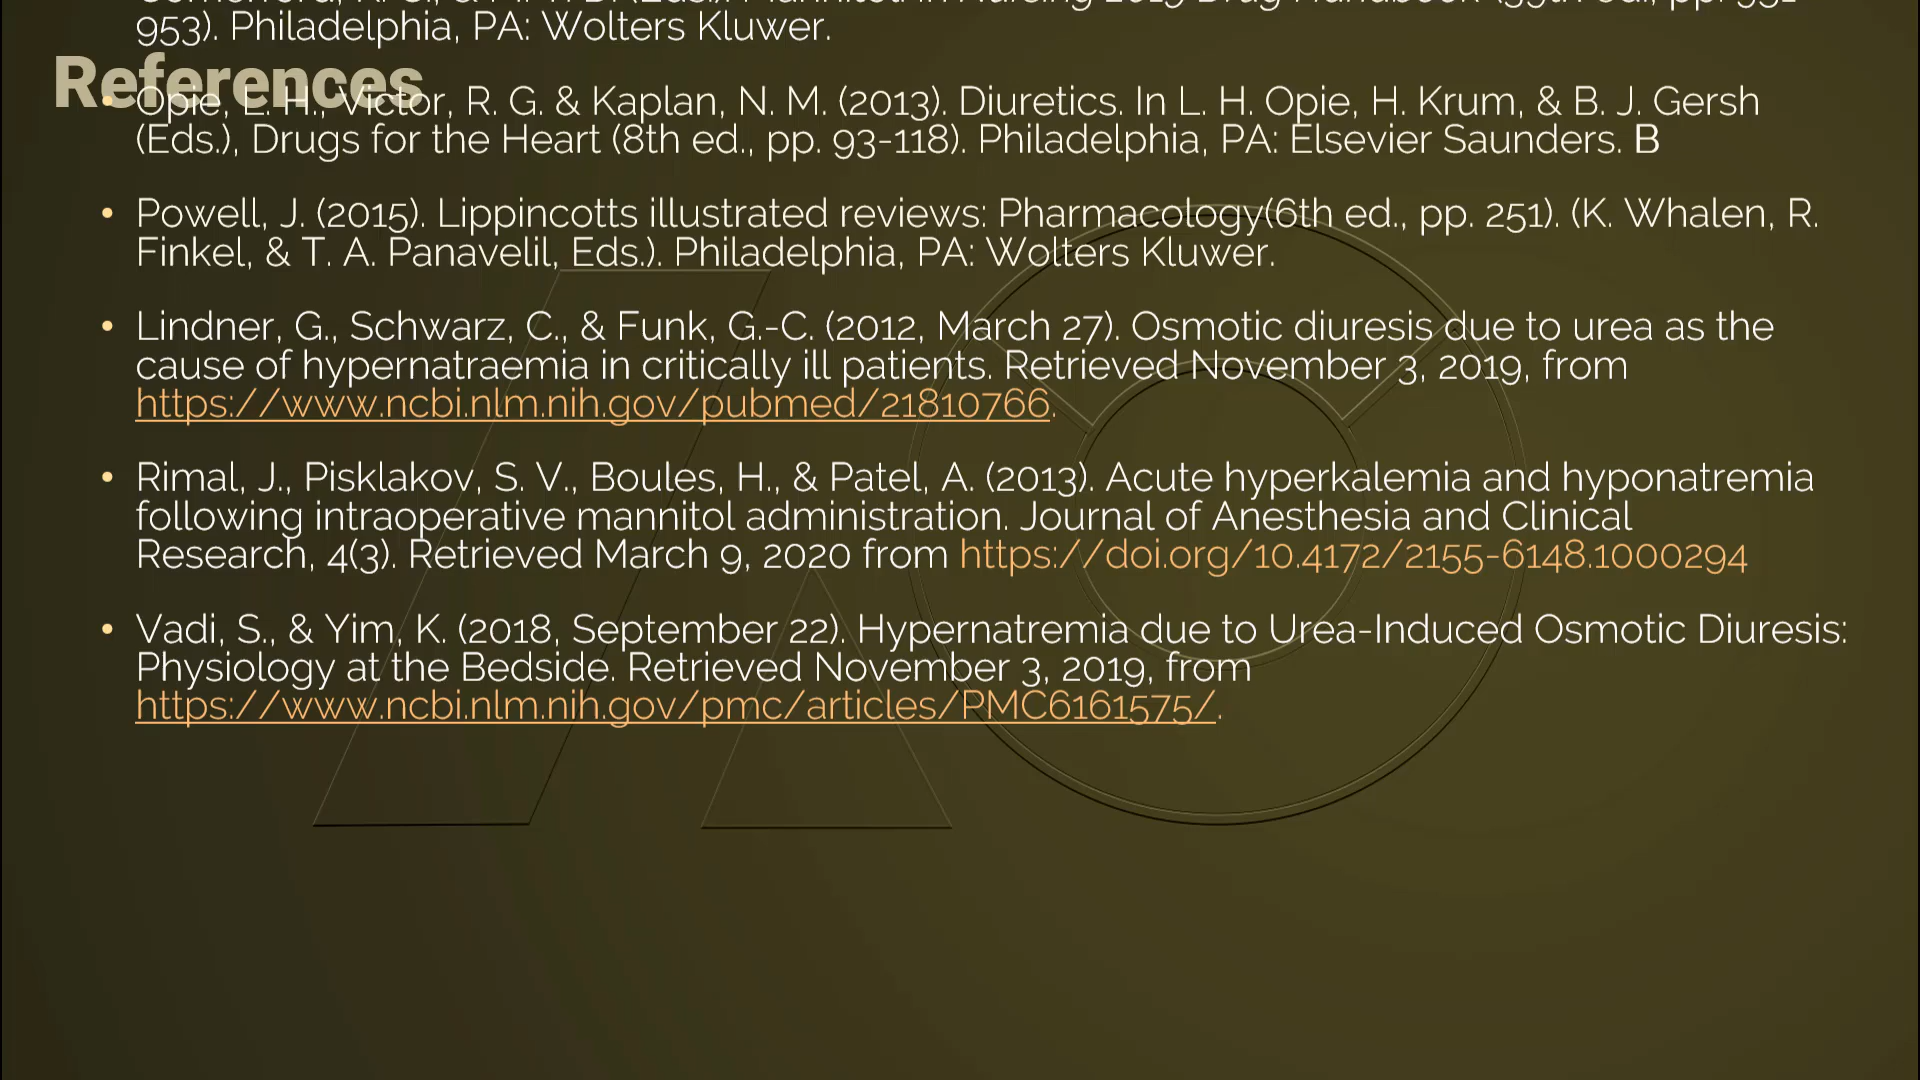 953). Philadelphia, PA: Wolters Kluwer.
References
• Opie, L. H., Victor, R. G. & Kaplan, N. M. (2013). Diuretics. In L. H. Opie, H. Krum, & B. J. Gersh
(Eds.), Drugs for the Heart (8th ed., pp. 93-118). Philadelphia, PA: Elsevier Saunders. B
• Powell, J. (2015). Lippincotts illustrated reviews: Pharmacology(6th ed., pp. 251). (K. Whalen, R.
Finkel, & T. A. Panavelil, Eds.). Philadelphia, PA: Wolters Kluwer.
• Lindner, G., Schwarz, C., & Funk, G.-C. (2012, March 27). Osmotic diuresis due to urea as the
cause of hypernatraemia in critically ill patients. Retrieved November 3, 2019, from
https://www.ncbi.nlm.nih.gov/pubmed/21810766.
• Rimal, J., Pisklakov, S. V., Boules, H., & Patel, A. (2013). Acute hyperkalemia and hyponatremia
following intraoperative mannitol administration. Journal of Anesthesia and Clinical
Research, 4(3). Retrieved March 9, 2020 from https://doi.org/10.4172/2155-6148.1000294
• Vadi, S., & Yim, K. (2018, September 22). Hypernatremia due to Urea-Induced Osmotic Diuresis:
Physiology at the Bedside. Retrieved November 3, 2019, from
https://www.ncbi.nlm.nih.gov/pmc/articles/PMC6161575/.